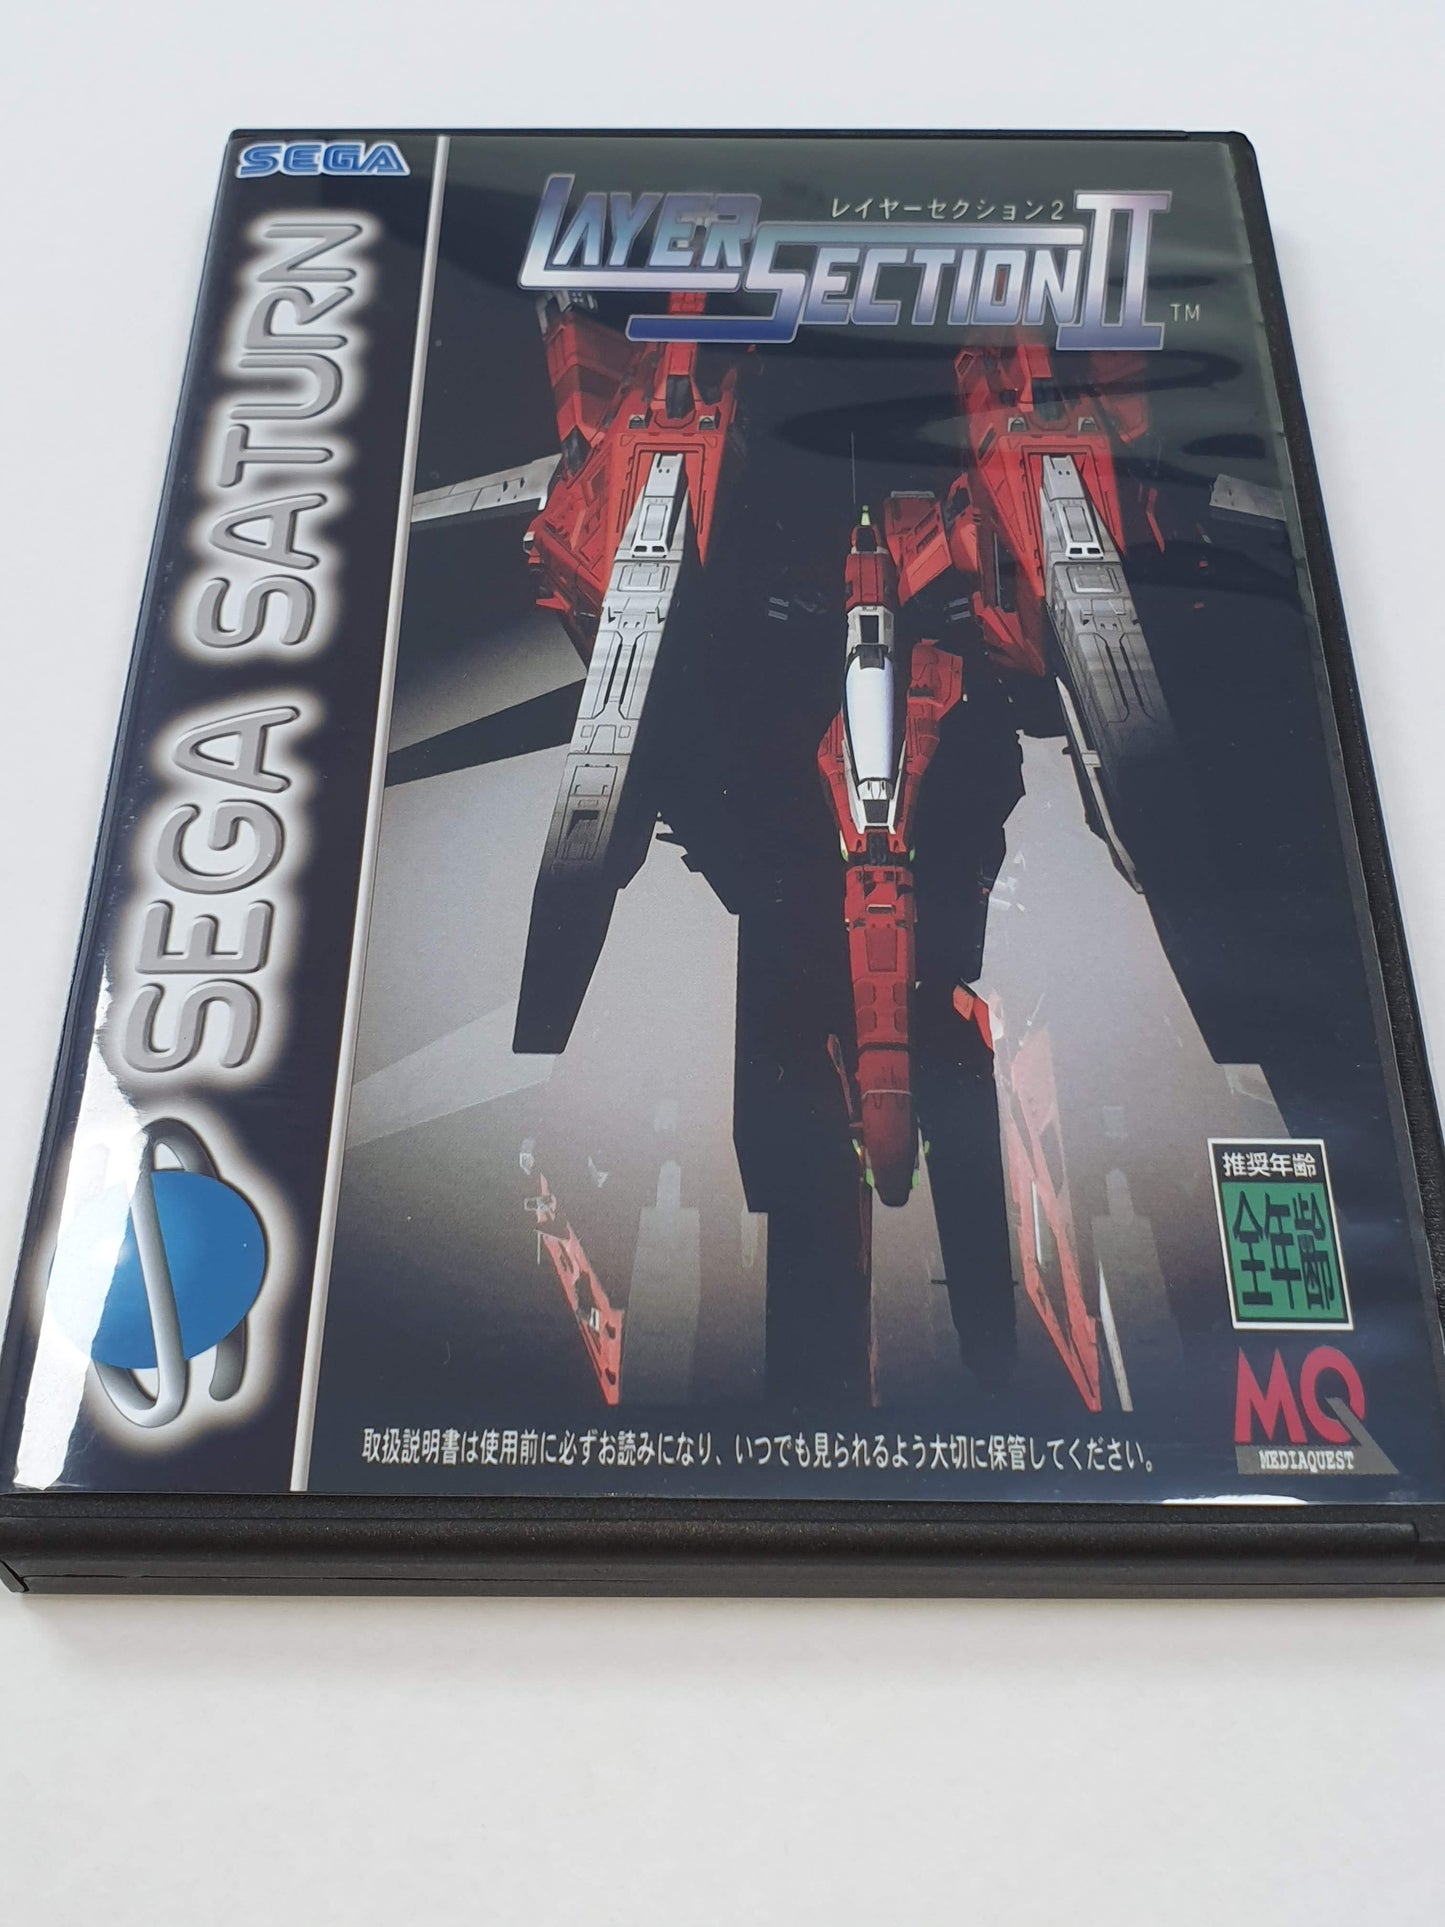 SEGA
SEGA SATURN
レイヤーセクション2
LAYER SECTION II TM
推奨年齢
全年齢
MQ
MEDIAQUEST
取扱説明書は使用前に必ずお読みになり、いつでも見られるよう大切に保管してください。